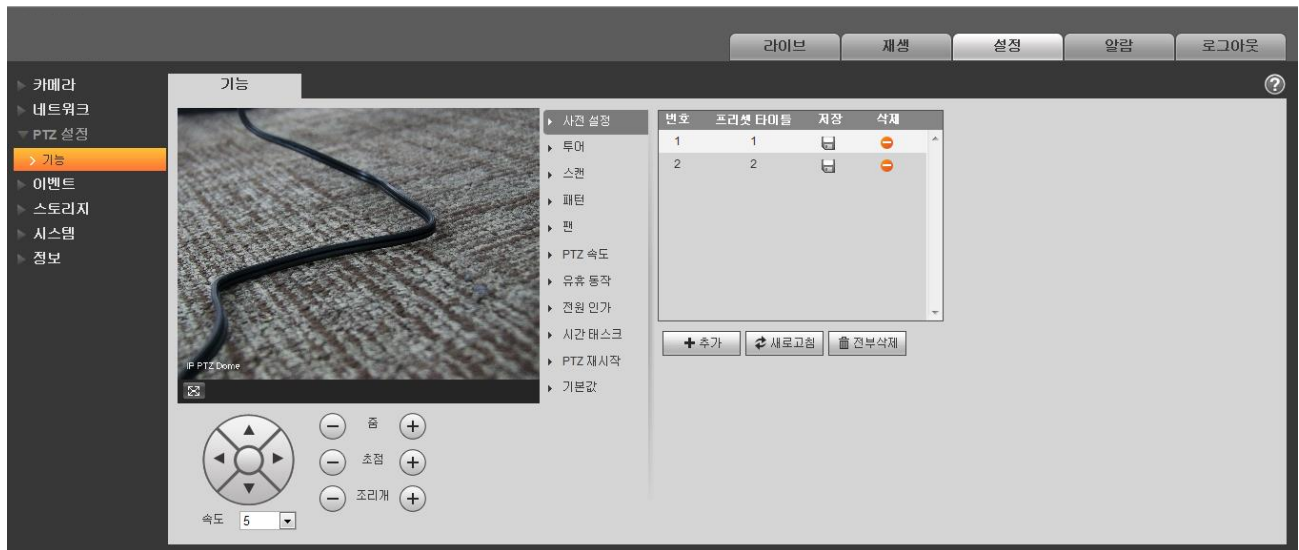 라이브
재생
설정
알람
로그아웃
카메라
네트워크
PTZ 설정
기능
이벤트
스토리지
시스템
정보
기능
?
IP PTZ Dome
사전 설정
투어
스캔
패턴
팬
PTZ 속도
유휴 동작
전원 인가
시간 태스크
PTZ 재시작
기본값
번호 프리셋 타이틀 저장 삭제
1 1
2 2
추가 새로고침 전부삭제
줌
초점
조리개
속도 5